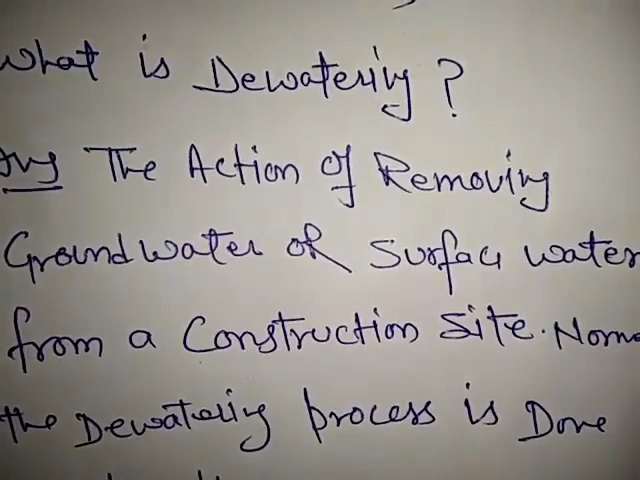 What is Dewatering?
Ans The Action Of Removing
Groundwater OR Surface water
from a Construction Site. Norma
the Dewatering process is Done